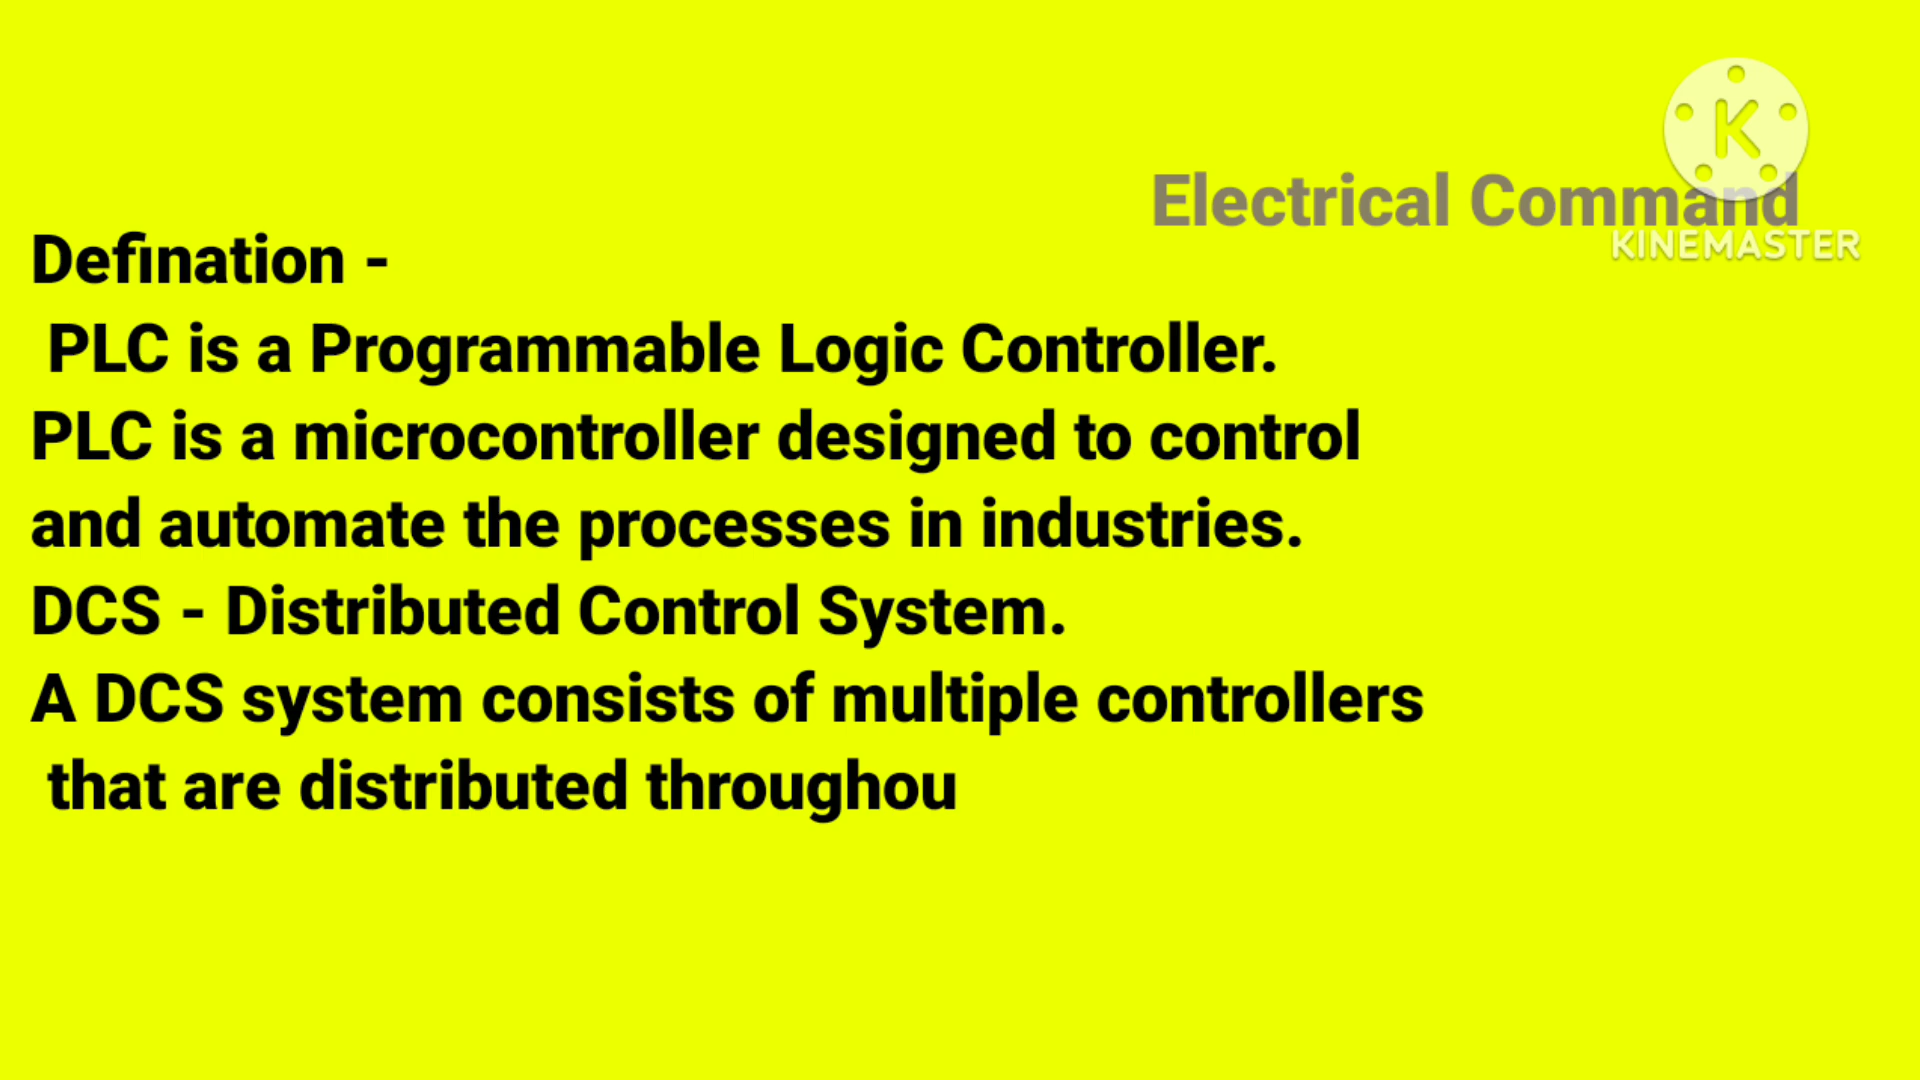 K
Electrical Command
KINEMASTER
Defination -
PLC is a Programmable Logic Controller.
PLC is a microcontroller designed to control
and automate the processes in industries.
DCS - Distributed Control System.
A DCS system consists of multiple controllers
that are distributed throughou